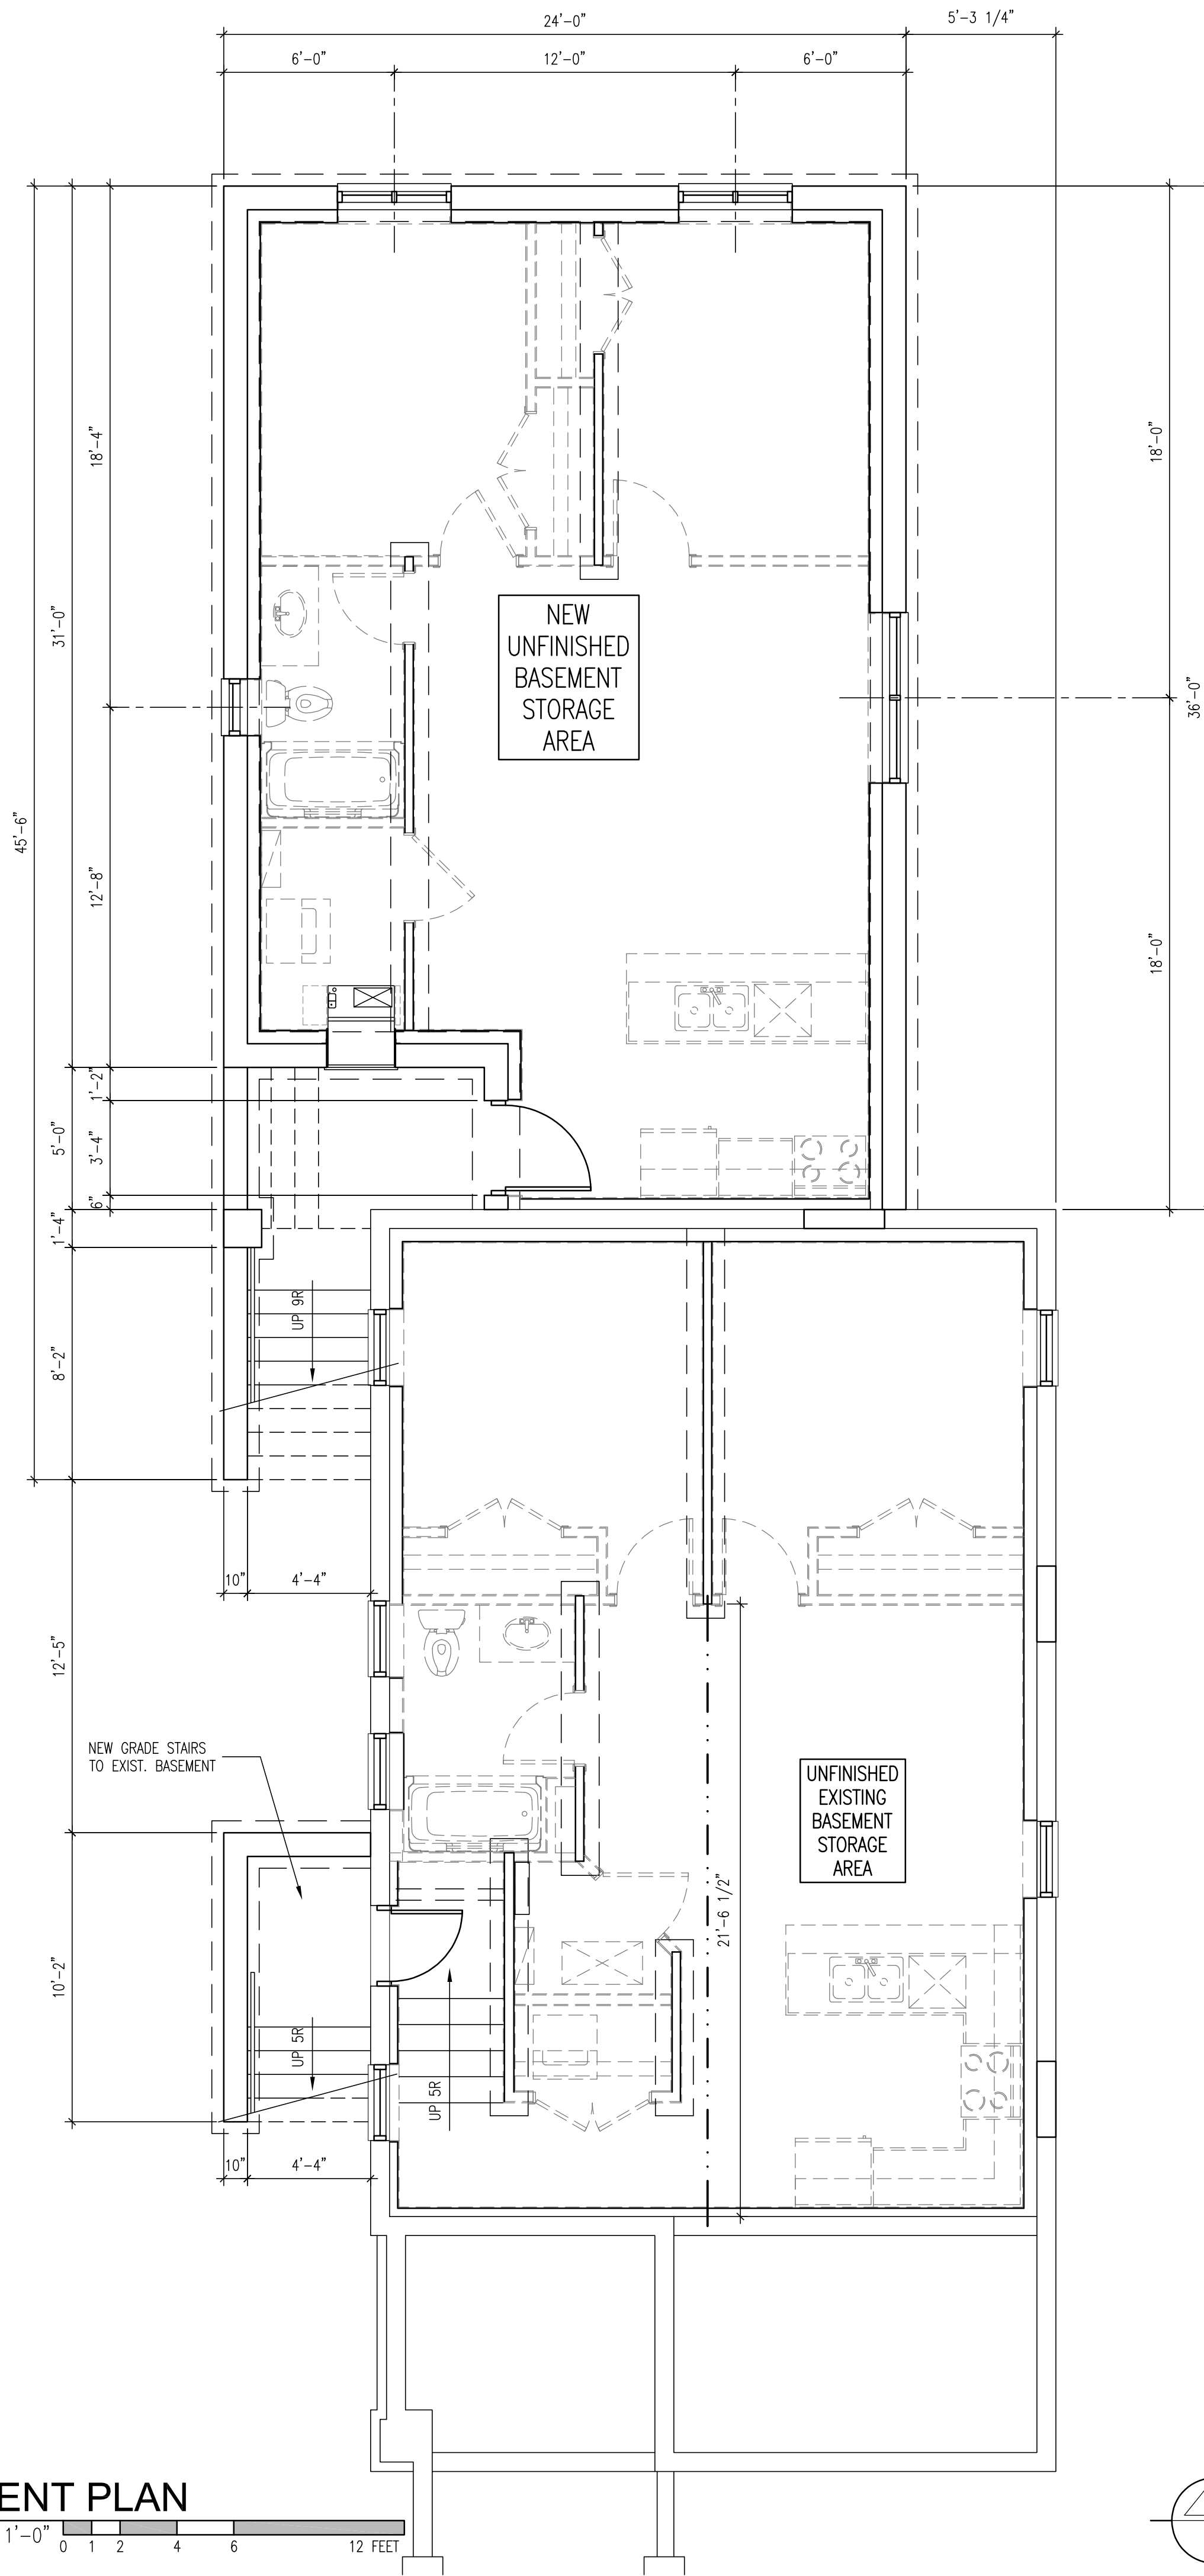 24'-0"
5'-3 1/4"
6'-0"
12'-0"
6'-0"
18'-4"
18'-0"
31'-0"
NEW
UNFINISHED
BASEMENT
STORAGE
AREA
36'-0"
45'-6"
12'-8"
18'-0"
1'-2"
5'-0"
3'-4"
6"
1'-4"
UP 9R
8'-2"
10"
4'-4"
12'-5"
NEW GRADE STAIRS
TO EXIST. BASEMENT
UNFINISHED
EXISTING
BASEMENT
STORAGE
AREA
21'-6 1/2"
10'-2"
UP 5R
UP 5R
10"
4'-4"
ENT PLAN
1'-0"
0 1 2 4 6 12 FEET